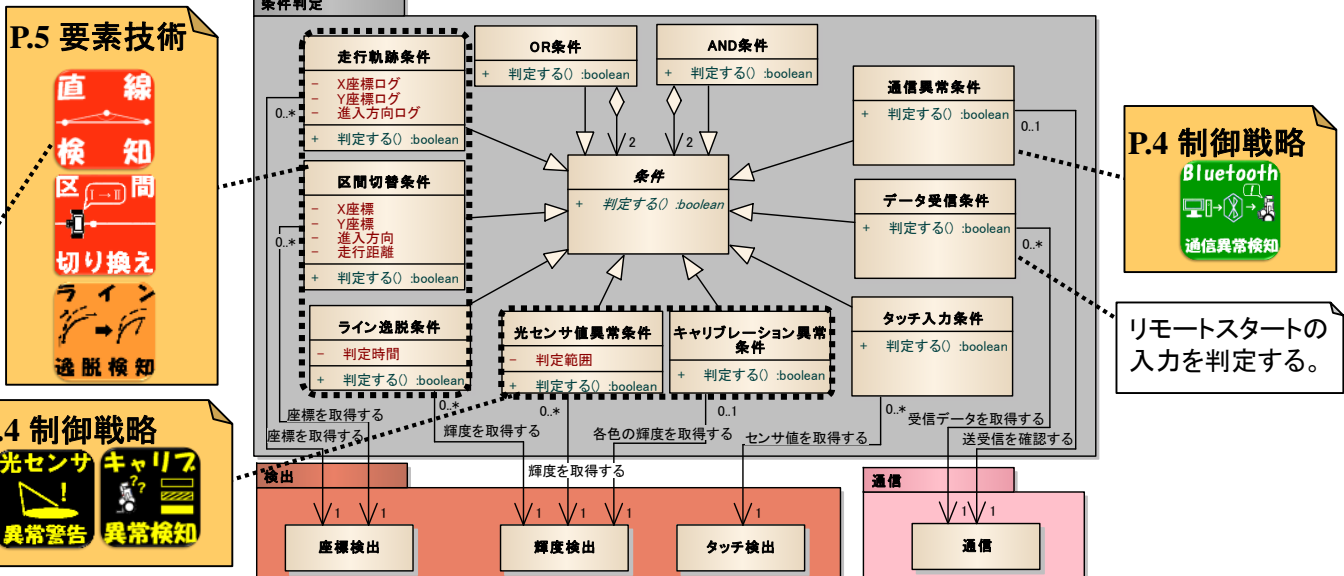 条件判定
P.5 要素技術
直線
検知
区間
I→II
切り換え
ライン
逸脱検知
走行軌跡条件
- X座標ログ
- Y座標ログ
- 進入方向ログ
+ 判定する() :boolean
0..*
OR条件
+ 判定する() :boolean
2
AND条件
+ 判定する() :boolean
2
通信異常条件
+ 判定する() :boolean
0..1
P.4 制御戦略
Bluetooth
通信異常検知
区間切替条件
- X座標
- Y座標
- 進入方向
- 走行距離
+ 判定する() :boolean
0..*
条件
+ 判定する() :boolean
データ受信条件
+ 判定する() :boolean
0..*
ライン逸脱条件
- 判定時間
+ 判定する() :boolean
0..*
光センサ値異常条件
- 判定範囲
+ 判定する() :boolean
0..*
キャリブレーション異常
条件
+ 判定する() :boolean
0..1
タッチ入力条件
+ 判定する() :boolean
0..*
リモートスタートの
入力を判定する。
.4 制御戦略
光センサ
!
異常警告
キャリブ
??
異常検知
座標を取得する
座標を取得する
輝度を取得する
輝度を取得する
各色の輝度を取得する
センサ値を取得する
受信データを取得する
送受信を確認する
検出
1
1
座標検出
1
1
1
輝度検出
1
タッチ検出
通信
1
1
通信